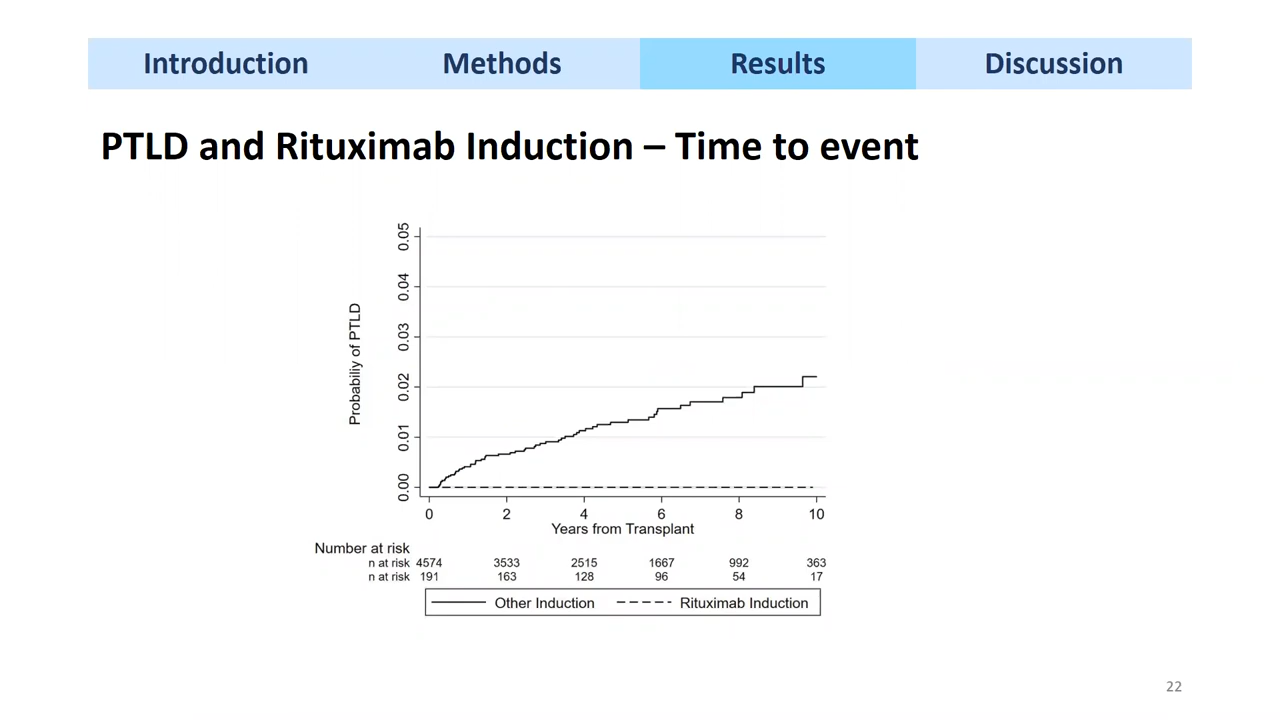 Introduction Methods Results Discussion
PTLD and Rituximab Induction – Time to event
0.05
0.04
0.03
0.02
0.01
0.00
Probabiliy of PTLD
0 2 4 6 8 10
Years from Transplant
Number at risk
n at risk 4574 3533 2515 1667 992 363
n at risk 191 163 128 96 54 17
Other Induction Rituximab Induction
22